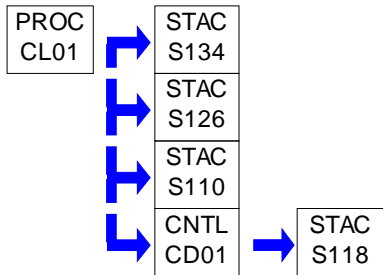 PROC
CL01
STAC
S134
STAC
S126
STAC
S110
CNTL
CD01
STAC
S118